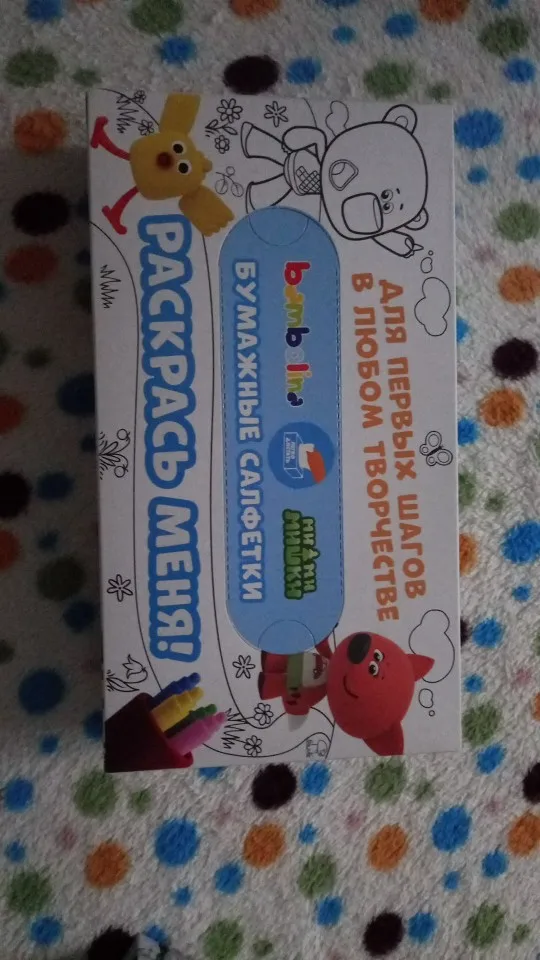 ДЛЯ ПЕРВЫХ ШАГОВ
В ЛЮБОМ ТВОРЧЕСТВЕ
bambolina
МИ-МИ-МИШКИ
БУМАЖНЫЕ САЛФЕТКИ
РАСКРАСЬ МЕНЯ!